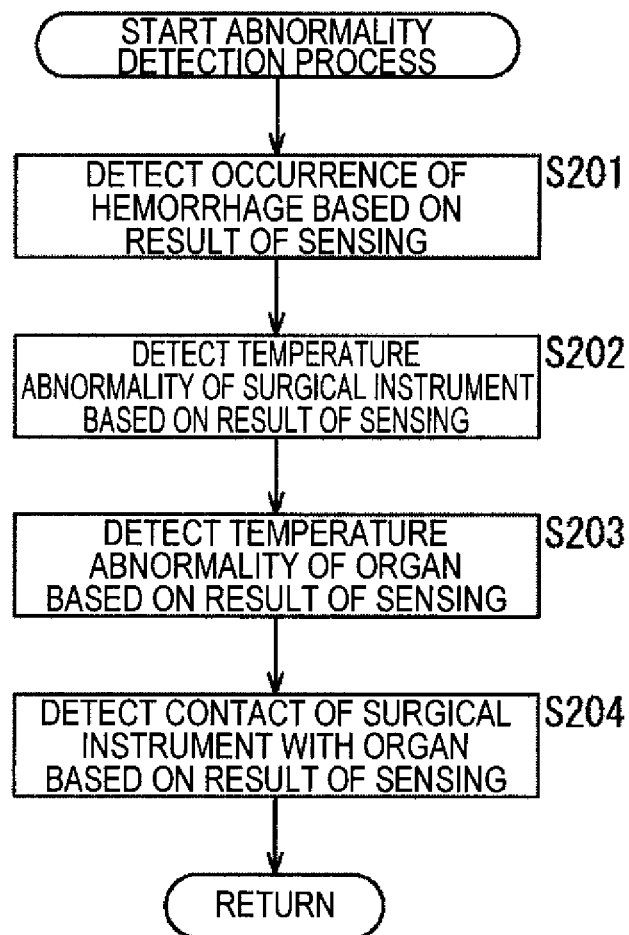 START ABNORMALITY
DETECTION PROCESS
DETECT OCCURRENCE OF
HEMORRHAGE BASED ON
RESULT OF SENSING
S201
DETECT TEMPERATURE
ABNORMALITY OF SURGICAL INSTRUMENT
BASED ON RESULT OF SENSING
S202
DETECT TEMPERATURE
ABNORMALITY OF ORGAN
BASED ON RESULT OF SENSING
S203
DETECT CONTACT OF SURGICAL
INSTRUMENT WITH ORGAN
BASED ON RESULT OF SENSING
S204
RETURN